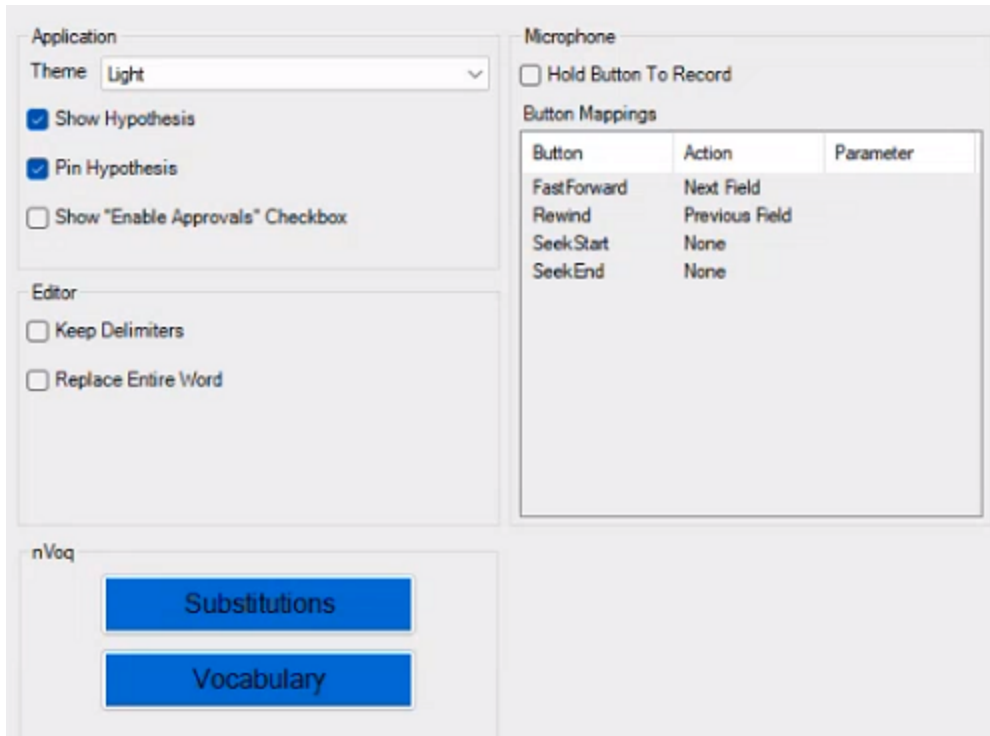 Application
Theme Light
Show Hypothesis
Pin Hypothesis
Show "Enable Approvals" Checkbox
Editor
Keep Delimiters
Replace Entire Word
nVoq
Substitutions
Vocabulary
Microphone
Hold Button To Record
Button Mappings
Button Action Parameter
FastForward Next Field
Rewind Previous Field
SeekStart None
SeekEnd None